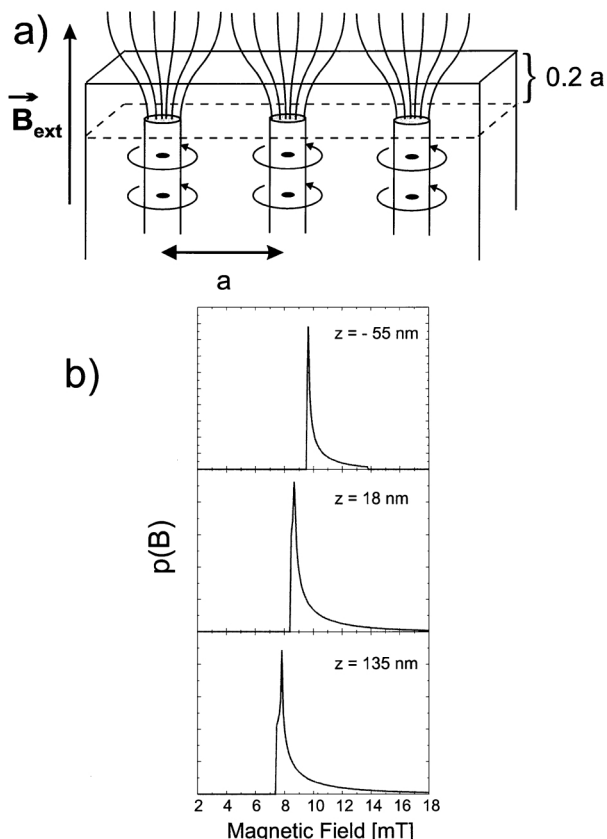 a)
0.2 a
B ext
a
b)
z = - 55 nm
z = 18 nm
p(B)
z = 135 nm
2 4 6 8 10 12 14 16 18
Magnetic Field [mT]